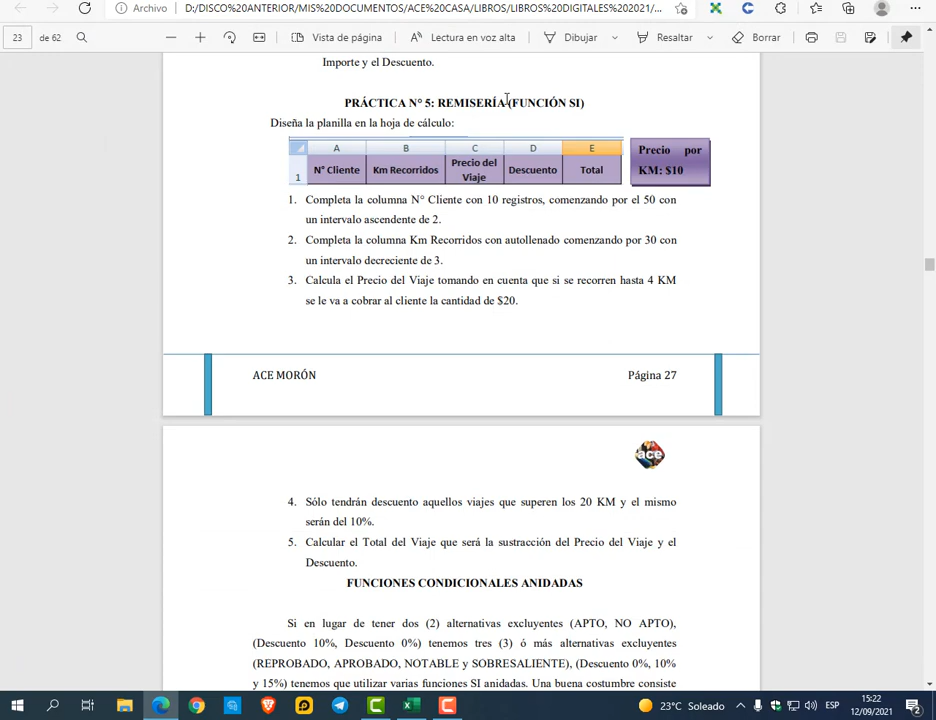 Archivo
D:/DISCO%20ANTERIOR/MIS%20DOCUMENTOS/ACE%20CASA/LIBROS/LIBROS%20DIGITALES%202021/...
23 de 62
Vista de página
Lectura en voz alta
Dibujar
Resaltar
Borrar
Importe y el Descuento.
PRÁCTICA N° 5: REMISERÍA (FUNCIÓN SI)
Diseña la planilla en la hoja de cálculo:
A B C D E
1 N° Cliente Km Recorridos Precio del Viaje Descuento Total
Precio por
KM: $10
1. Completa la columna N° Cliente con 10 registros, comenzando por el 50 con
un intervalo ascendente de 2.
2. Completa la columna Km Recorridos con autollenado comenzando por 30 con
un intervalo decreciente de 3.
3. Calcula el Precio del Viaje tomando en cuenta que si se recorren hasta 4 KM
se le va a cobrar al cliente la cantidad de $20.
ACE MORÓN Página 27
ace
4. Sólo tendrán descuento aquellos viajes que superen los 20 KM y el mismo
serán del 10%.
5. Calcular el Total del Viaje que será la sustracción del Precio del Viaje y el
Descuento.
FUNCIONES CONDICIONALES ANIDADAS
Si en lugar de tener dos (2) alternativas excluyentes (APTO, NO APTO),
(Descuento 10%, Descuento 0%) tenemos tres (3) ó más alternativas excluyentes
(REPROBADO, APROBADO, NOTABLE y SOBRESALIENTE), (Descuento 0%, 10%
y 15%) tenemos que utilizar varias funciones SI anidadas. Una buena costumbre consiste
23°C Soleado
ESP
15:22
12/09/2021
2